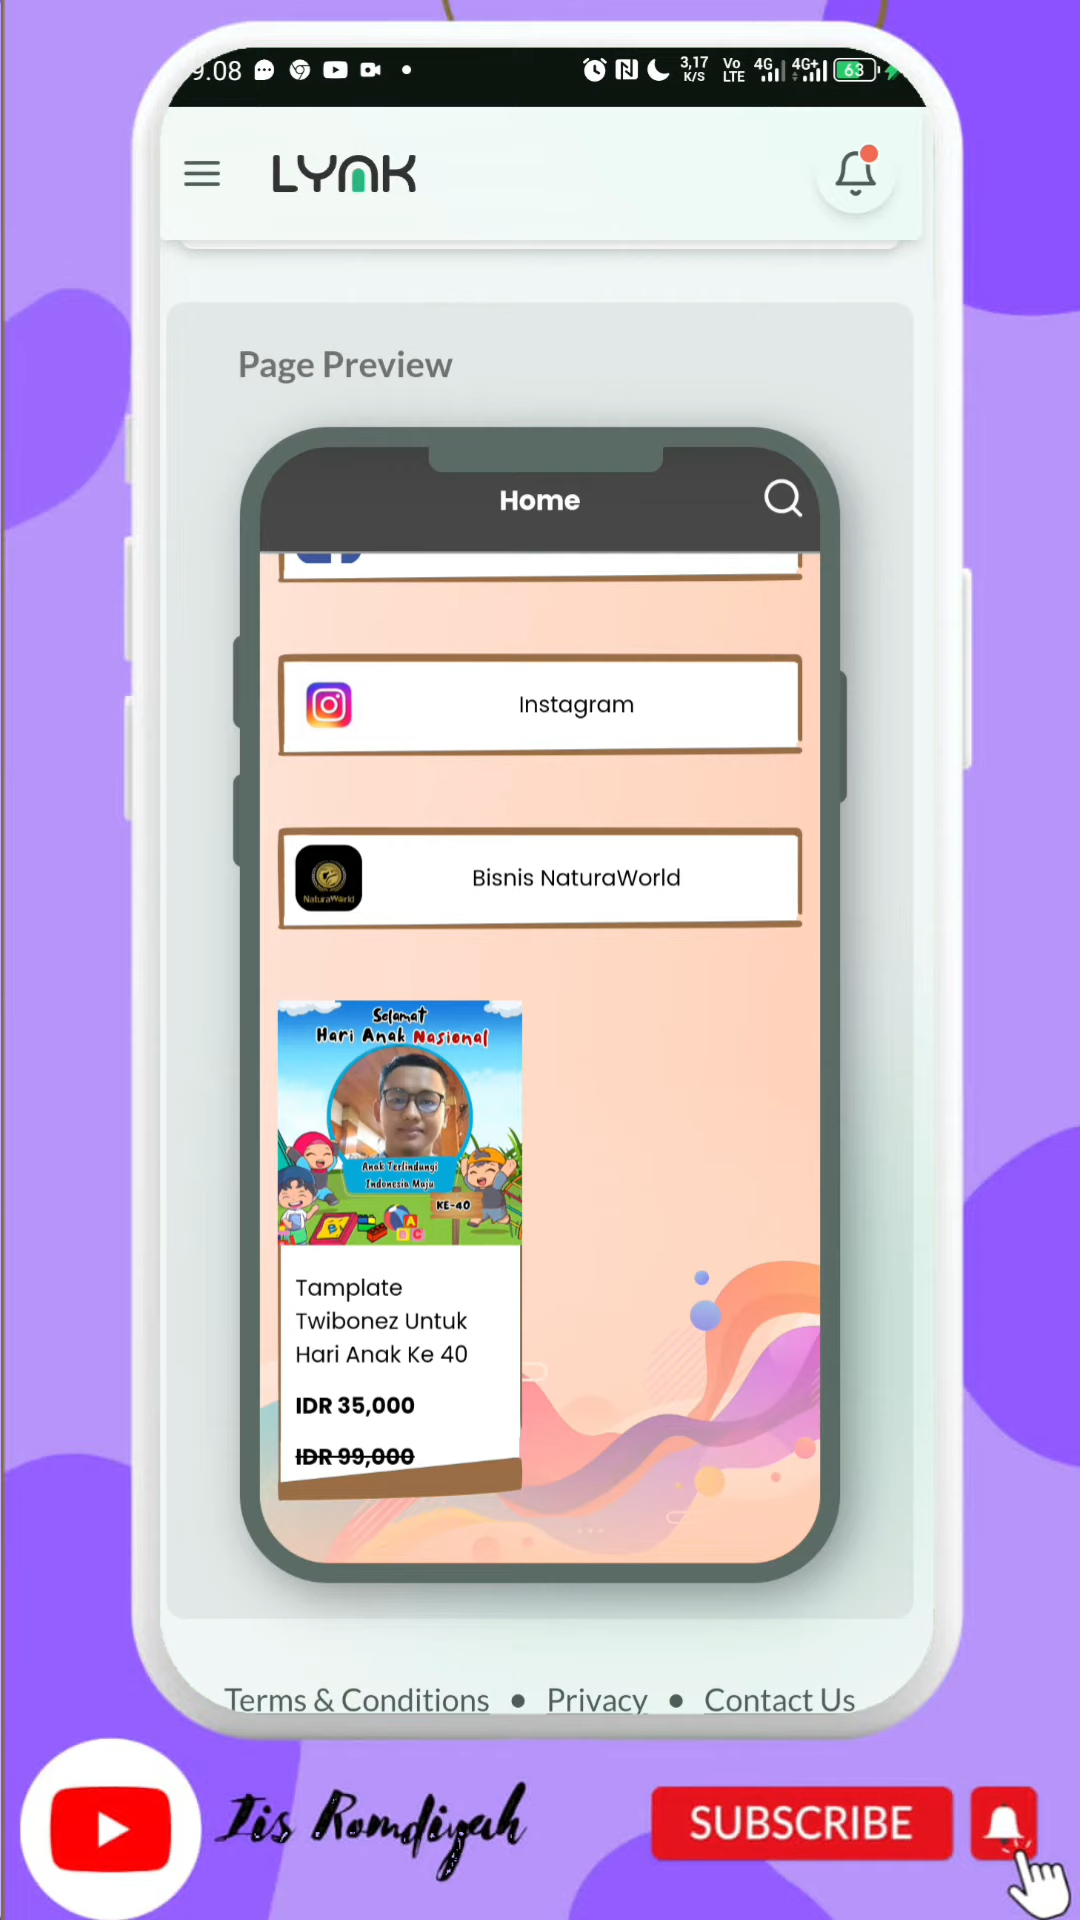 9.08
3,17 K/S
Vo LTE
4G
4G+
63
LYNK
Page Preview
Home
Instagram
NaturaWorld
Bisnis NaturaWorld
Selamat
Hari Anak Nasional
Anak Terlindungi
Indonesia Maju
KE-40
A
B
C
Tamplate
Twibonez Untuk
Hari Anak Ke 40
IDR 35,000
IDR 99,000
Terms & Conditions • Privacy • Contact Us
Iis Romdiyah
SUBSCRIBE